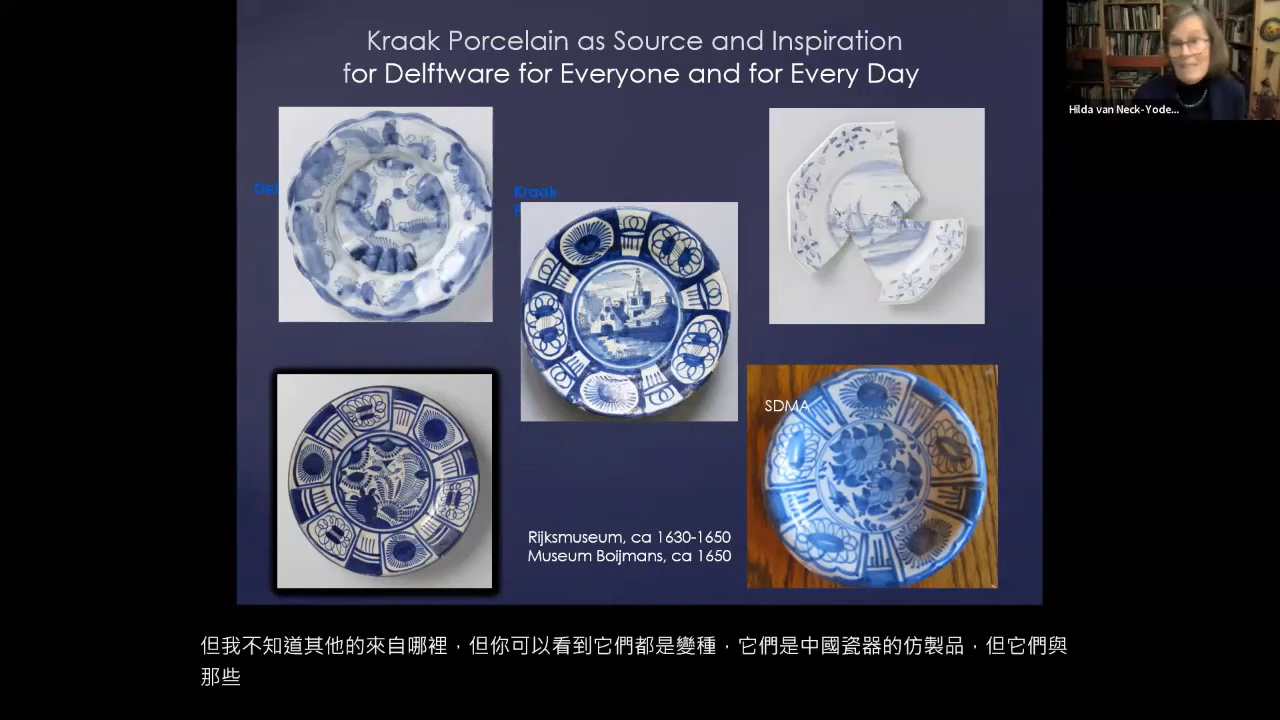 Kraak Porcelain as Source and Inspiration
for Delftware for Everyone and for Every Day
Hilda van Neck-Yode...
Kraak
SDMA
Rijksmuseum, ca 1630-1650
Museum Boijmans, ca 1650
但我不知道其他的來自哪裡，但你可以看到它們都是變種，它們是中國瓷器的仿製品，但它們與
那些